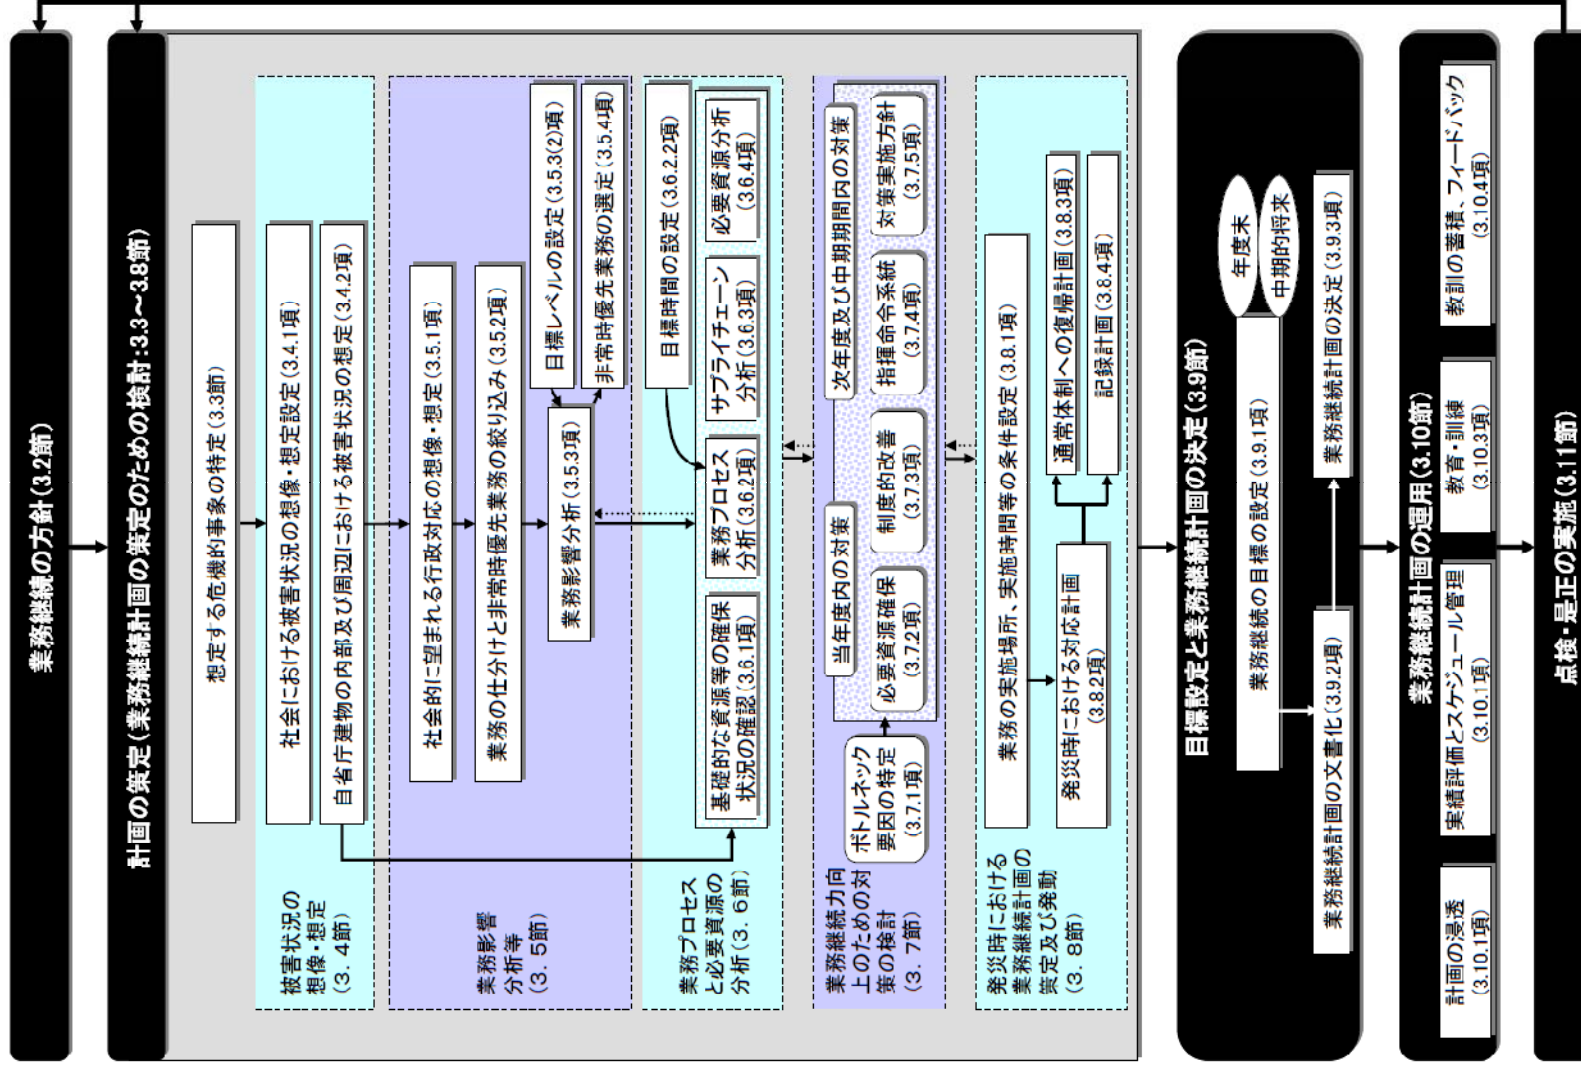 業務継続の方針(3.2節)
計画の策定(業務継続計画の策定のための検討:3.3～3.8節)
想定する危機的事象の特定(3.3節)
被害状況の
想像・想定
(3．4節)
社会における被害状況の想像・想定設定(3.4.1項)
自省庁建物の内部及び周辺における被害状況の想定(3.4.2項)
業務影響
分析等
(3．5節)
社会的に望まれる行政対応の想像・想定(3.5.1項)
業務の仕分けと非常時優先業務の絞り込み(3.5.2項)
業務影響分析(3.5.3項)
目標レベルの設定(3.5.3(2)項)
非常時優先業務の選定(3.5.4項)
業務プロセス
と必要資源の
分析(3．6節)
目標時間の設定(3.6.2.2項)
基礎的な資源等の確保
状況の確認(3.6.1項)
業務プロセス
分析(3.6.2項)
サプライチェーン
分析(3.6.3項)
必要資源分析
(3.6.4項)
業務継続力向
上のための対
策の検討
(3．7節)
ボトルネック
要因の特定
(3.7.1項)
当年度内の対策
次年度及び中期期間内の対策
必要資源確保
(3.7.2項)
制度的改善
(3.7.3項)
指揮命令系統
(3.7.4項)
対策実施方針
(3.7.5項)
発災時における
業務継続計画の
策定及び発動
(3．8節)
業務の実施場所、実施時間等の条件設定(3.8.1項)
発災時における対応計画
(3.8.2項)
通常体制への復帰計画(3.8.3項)
記録計画(3.8.4項)
目標設定と業務継続計画の決定(3.9節)
業務継続の目標の設定(3.9.1項)
年度末
中期的将来
業務継続計画の文書化(3.9.2項)
業務継続計画の決定(3.9.3項)
業務継続計画の運用(3.10節)
計画の浸透
(3.10.1項)
実績評価とスケジュール管理
(3.10.1項)
教育・訓練
(3.10.3項)
教訓の蓄積、フィードバック
(3.10.4項)
点検・是正の実施(3.11節)